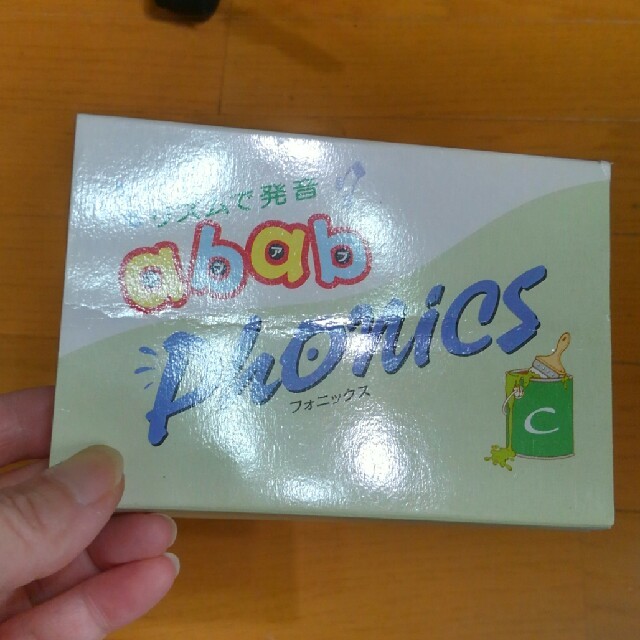 リズムで発音
abab
アブアブ
Phonics
フォニックス
C